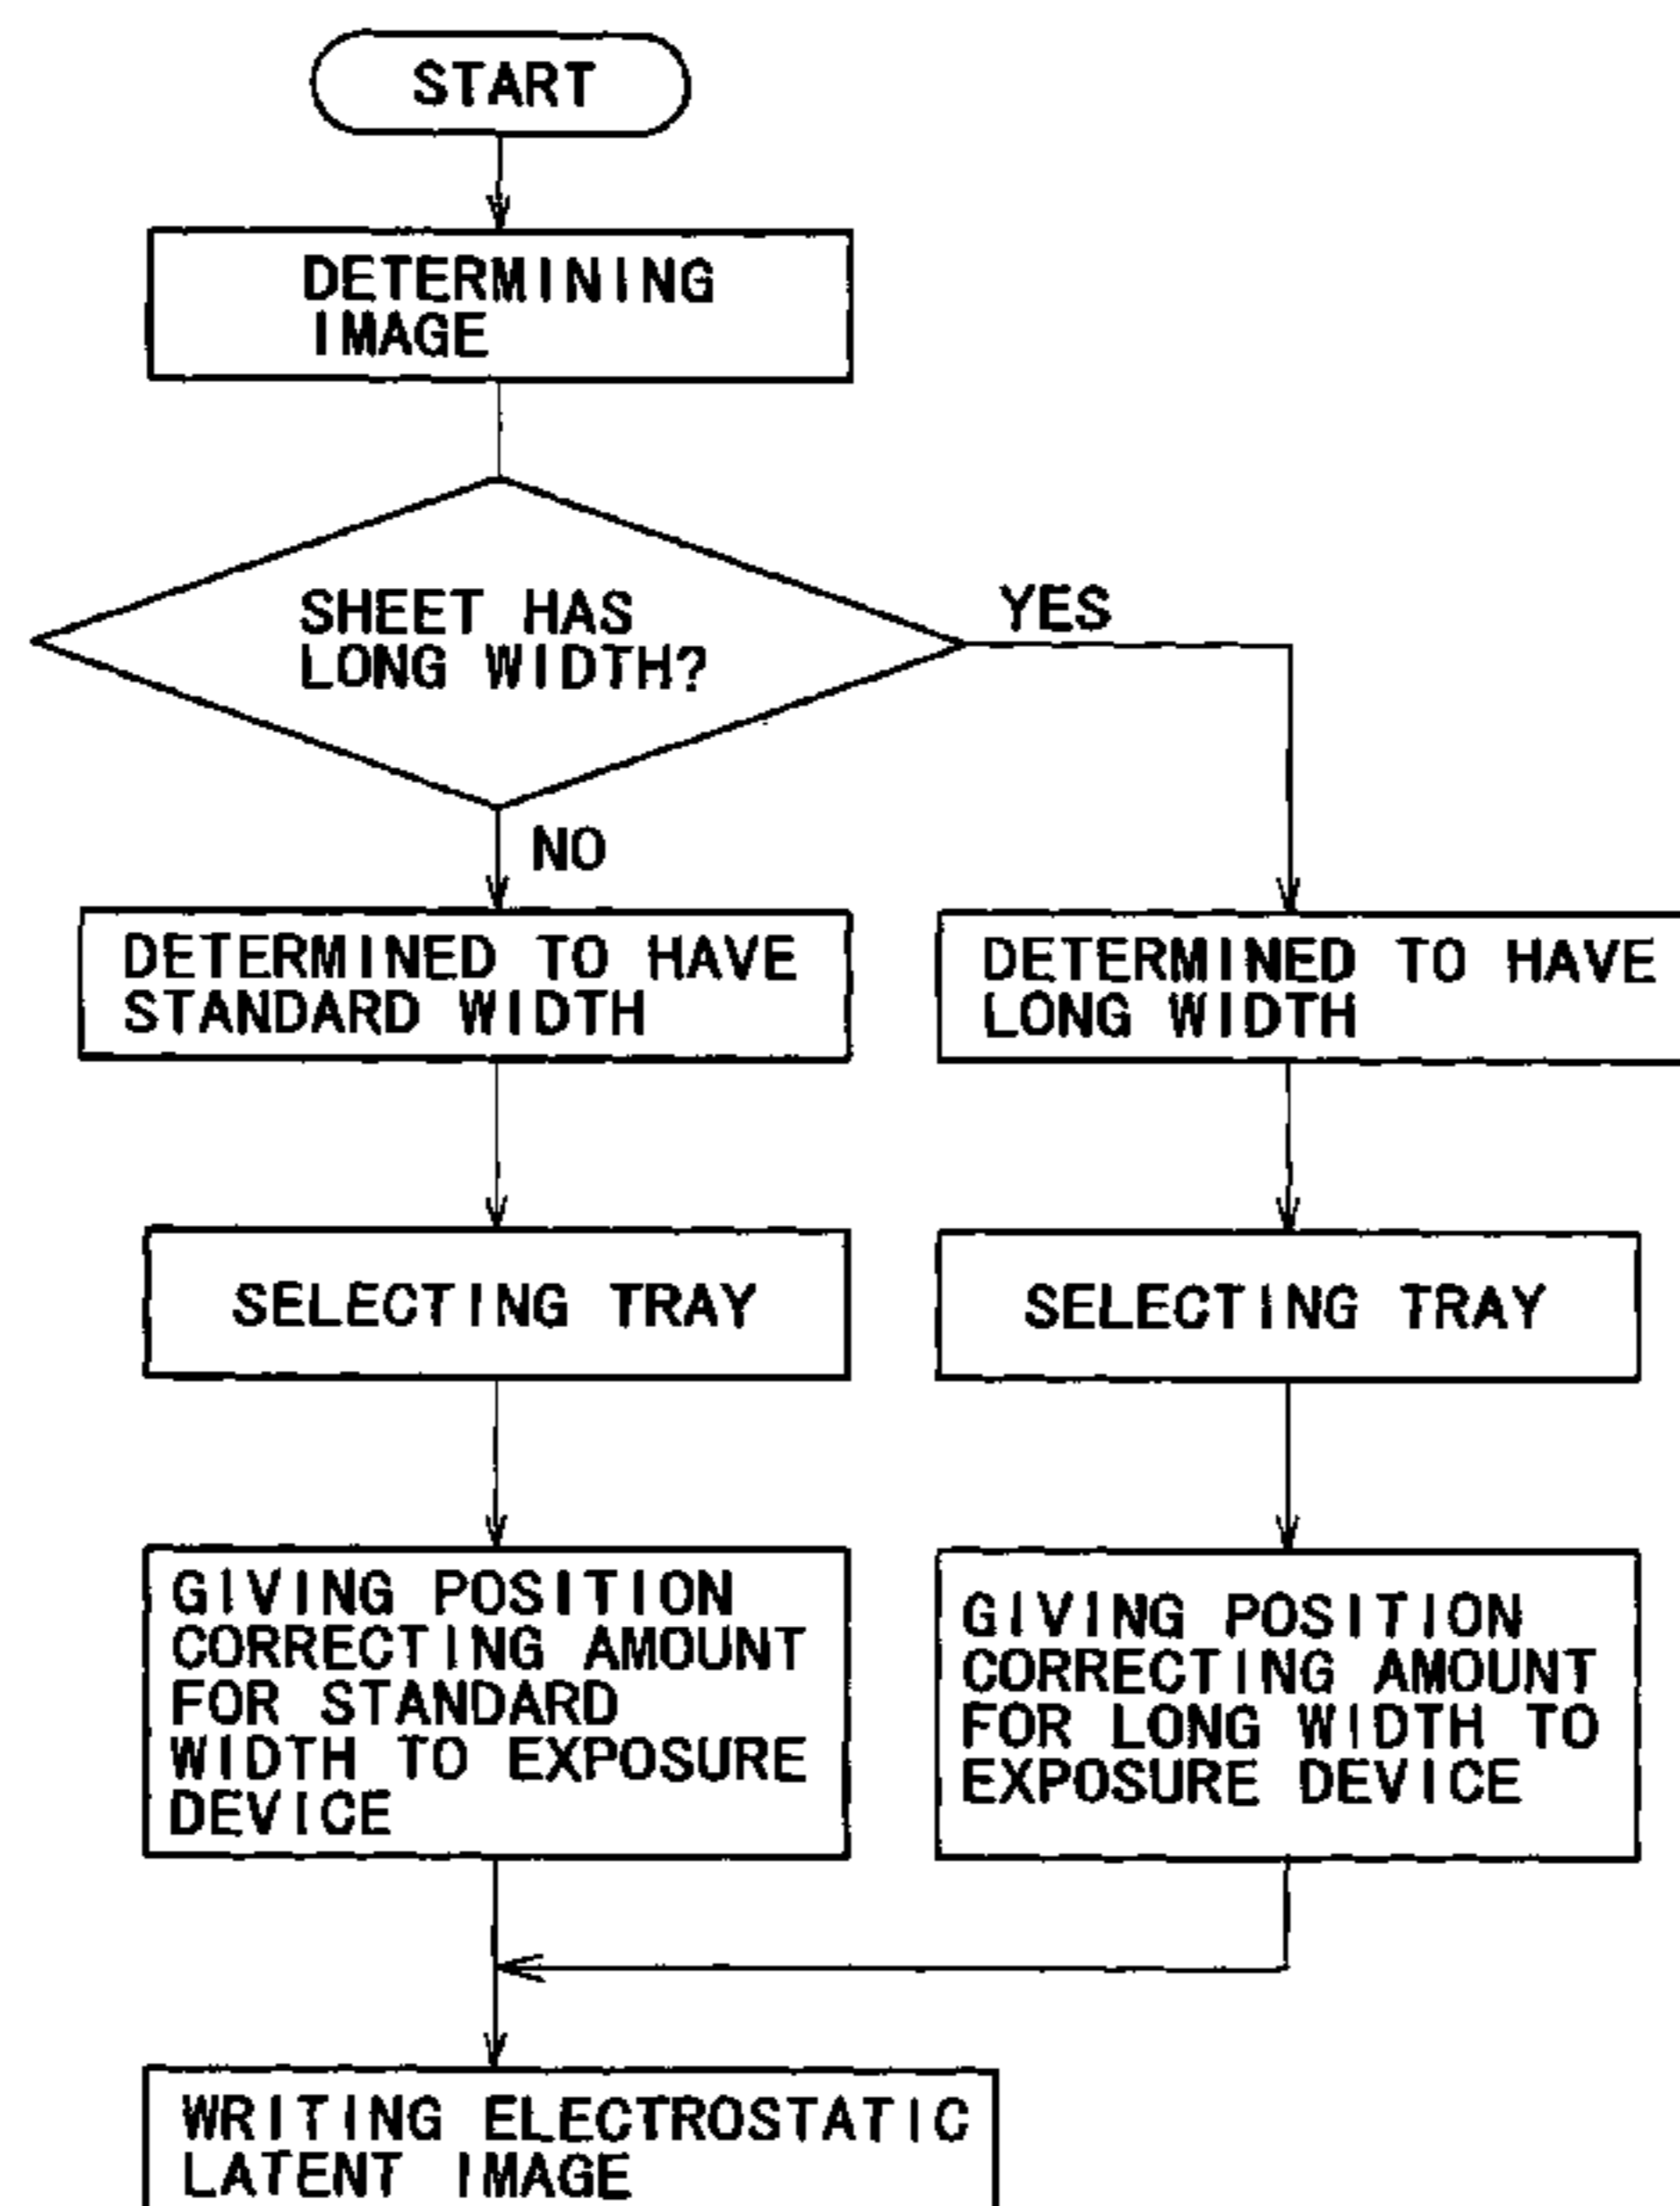 START
DETERMINING
IMAGE
SHEET HAS
LONG WIDTH?
YES
NO
DETERMINED TO HAVE
STANDARD WIDTH
DETERMINED TO HAVE
LONG WIDTH
SELECTING TRAY
SELECTING TRAY
GIVING POSITION
CORRECTING AMOUNT
FOR STANDARD
WIDTH TO EXPOSURE
DEVICE
GIVING POSITION
CORRECTING AMOUNT
FOR LONG WIDTH TO
EXPOSURE DEVICE
WRITING ELECTROSTATIC
LATENT IMAGE